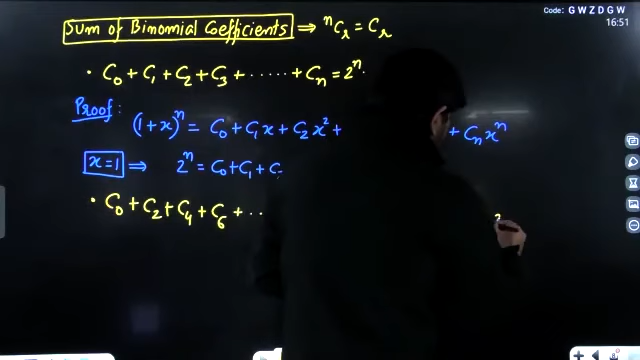 Code: G W Z D G W
16:51
Sum of Binomial Coefficients ⇒ ⁿCᵣ = Cᵣ
• C₀ + C₁ + C₂ + C₃ + ..... + Cₙ = 2ⁿ.
Proof:
(1+x)ⁿ = C₀ + C₁x + C₂x² + + Cₙxⁿ
x=1 ⇒ 2ⁿ = C₀ + C₁ + C
• C₀ + C₂ + C₄ + C₆ + ..